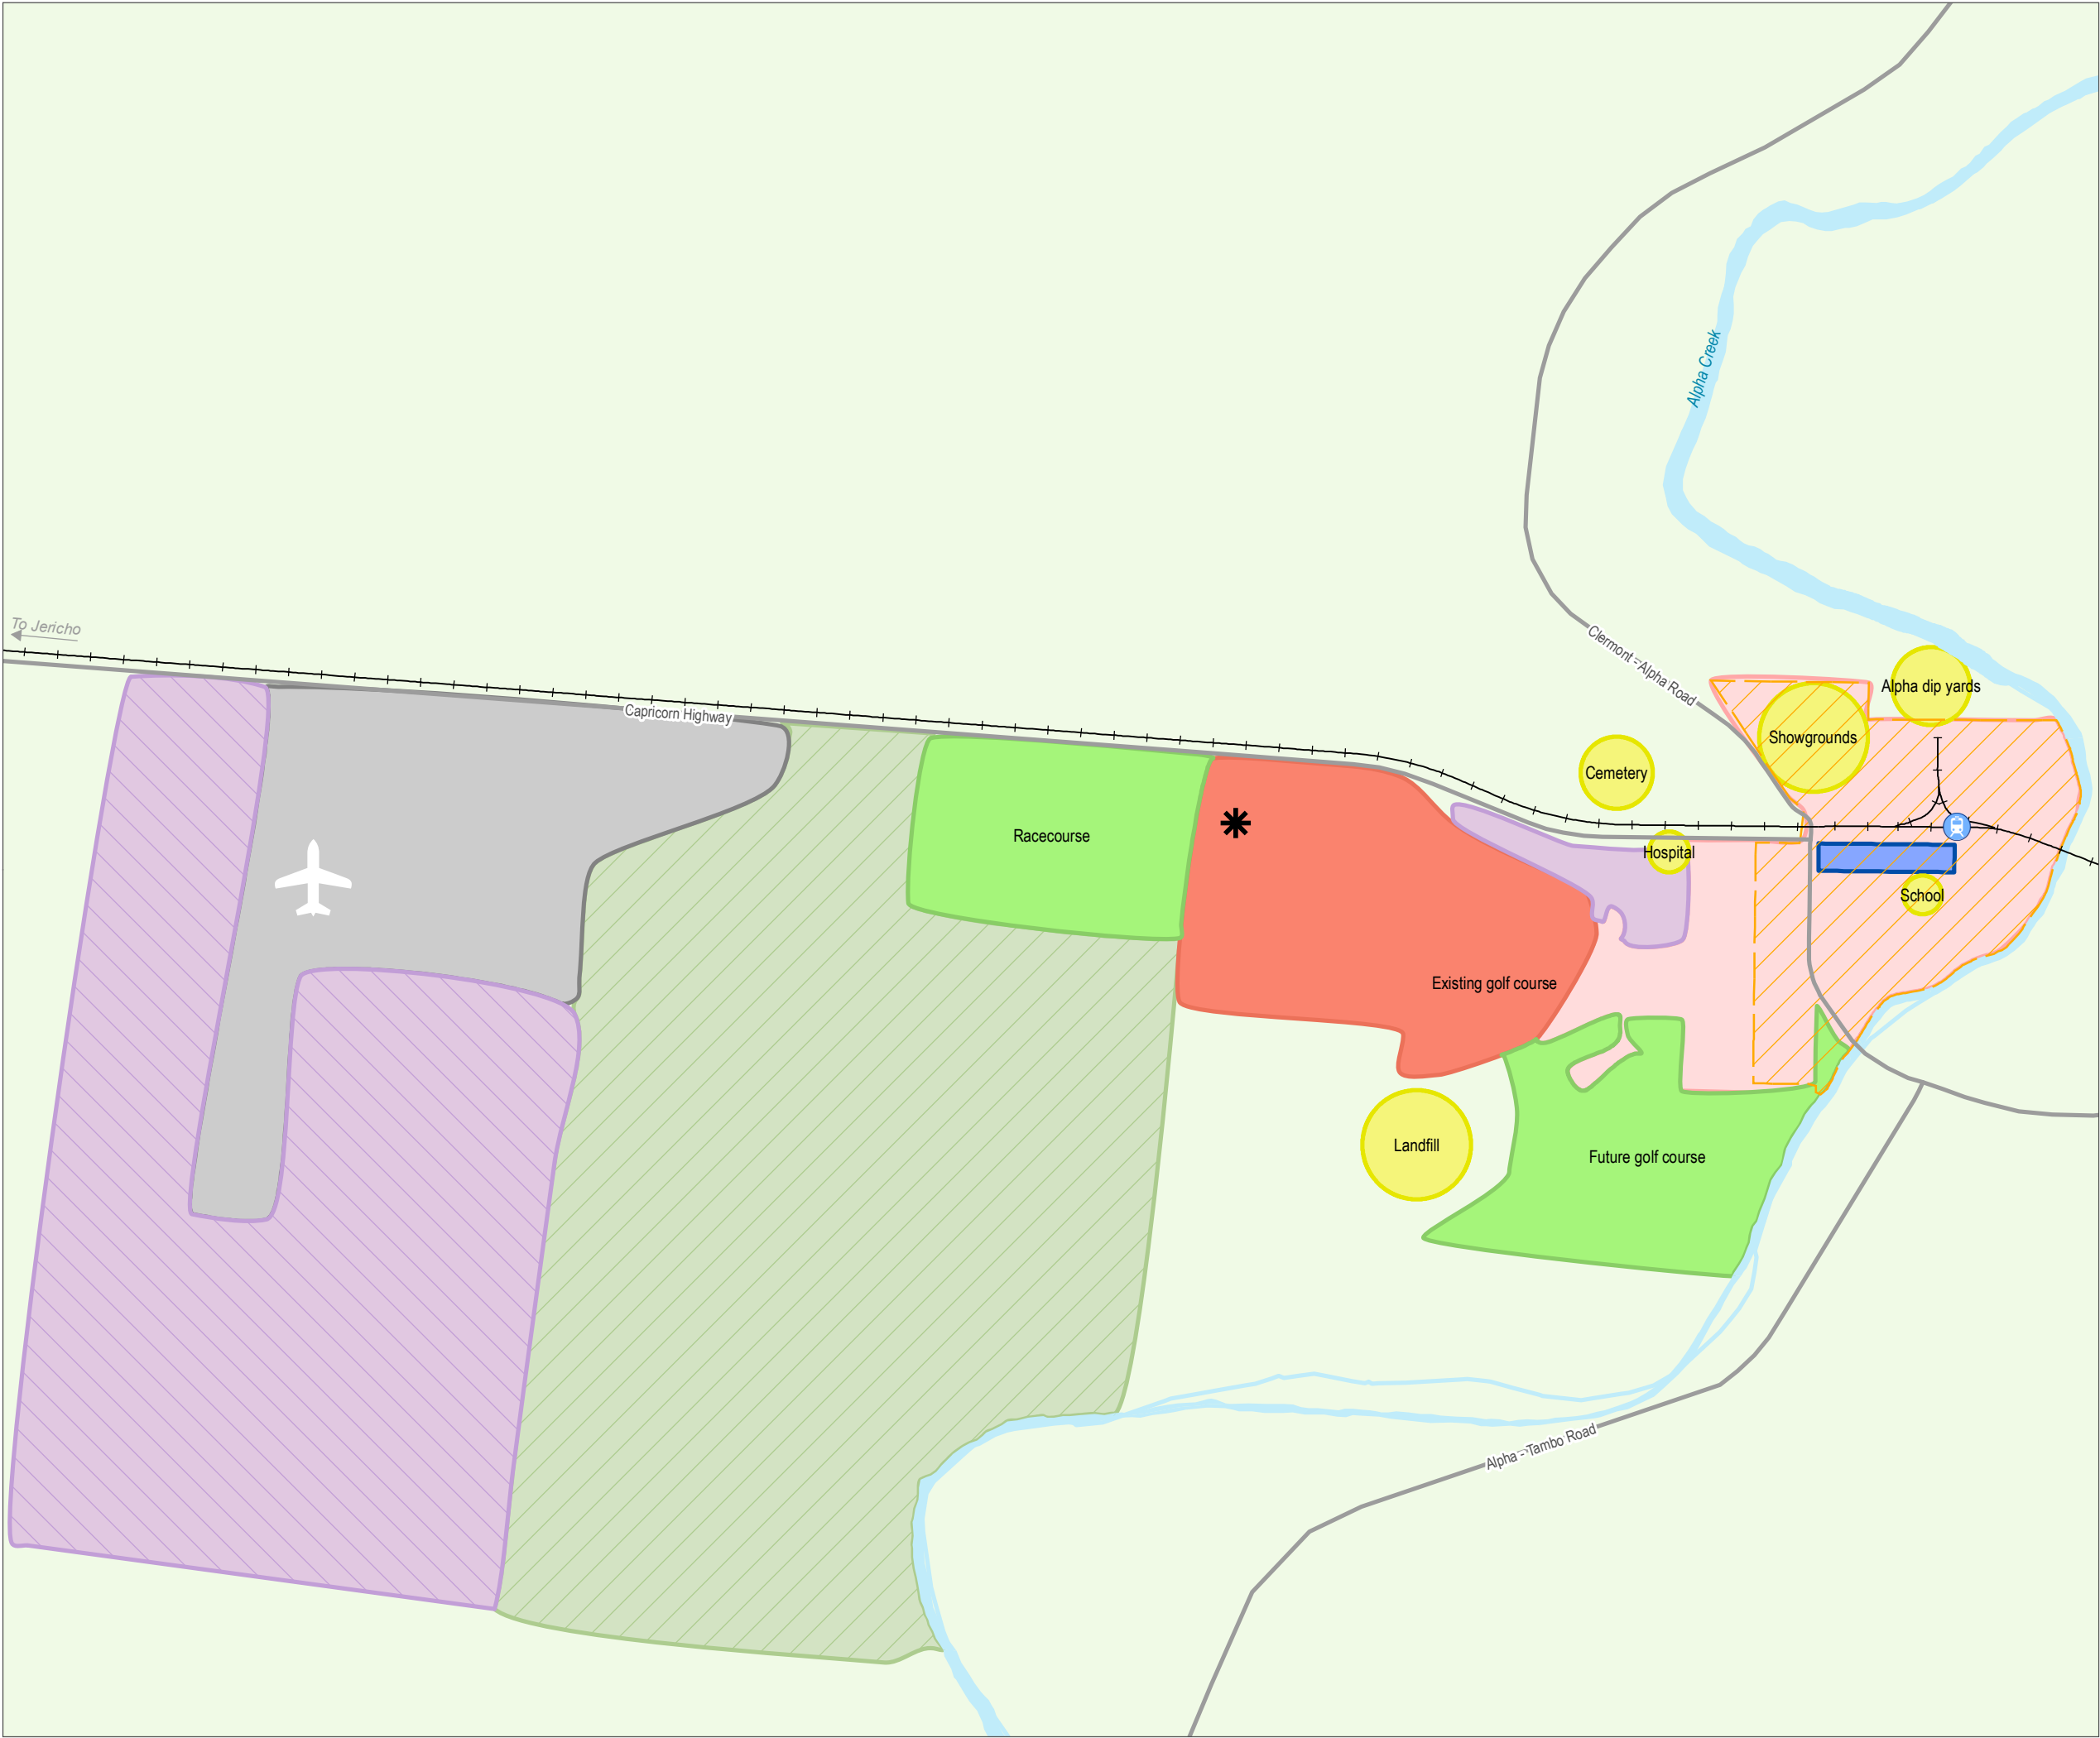 Alpha Creek
To Jericho
Clermont - Alpha Road
Alpha dip yards
Capricorn Highway
Showgrounds
Cemetery
Racecourse
Hospital
School
Existing golf course
Landfill
Future golf course
Alpha - Tambo Road